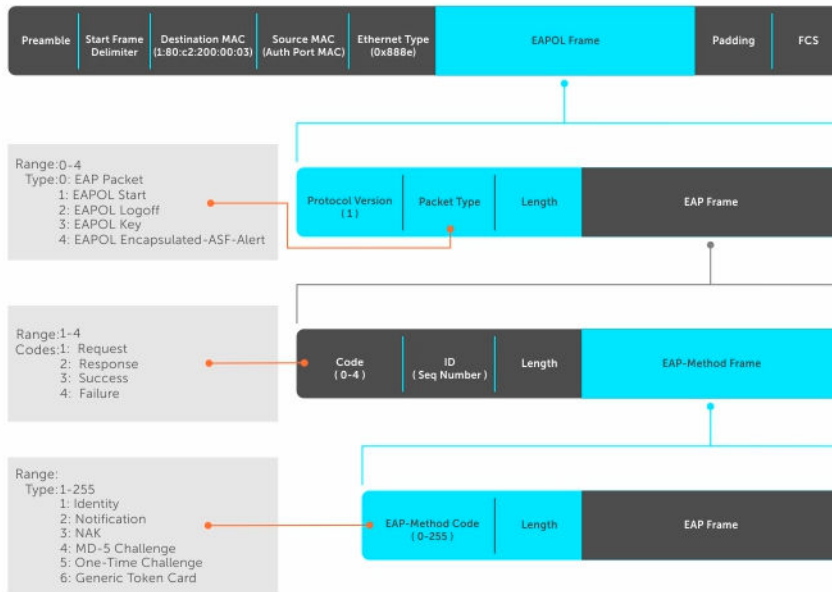 Preamble
Start Frame
Delimiter
Destination MAC
(1:80:c2:200:00:03)
Source MAC
(Auth Port MAC)
Ethernet Type
(0x888e)
EAPOL Frame
Padding
FCS
Range:0-4
Type:0: EAP Packet
1: EAPOL Start
2: EAPOL Logoff
3: EAPOL Key
4: EAPOL Encapsulated-ASF-Alert
Protocol Version
(1)
Packet Type
Length
EAP Frame
Range:1-4
Codes:1: Request
2: Response
3: Success
4: Failure
Code
(0-4)
ID
(Seq Number)
Length
EAP-Method Frame
Range:
Type:1-255
1: Identity
2: Notification
3: NAK
4: MD-5 Challenge
5: One-Time Challenge
6: Generic Token Card
EAP-Method Code
(0-255)
Length
EAP Frame